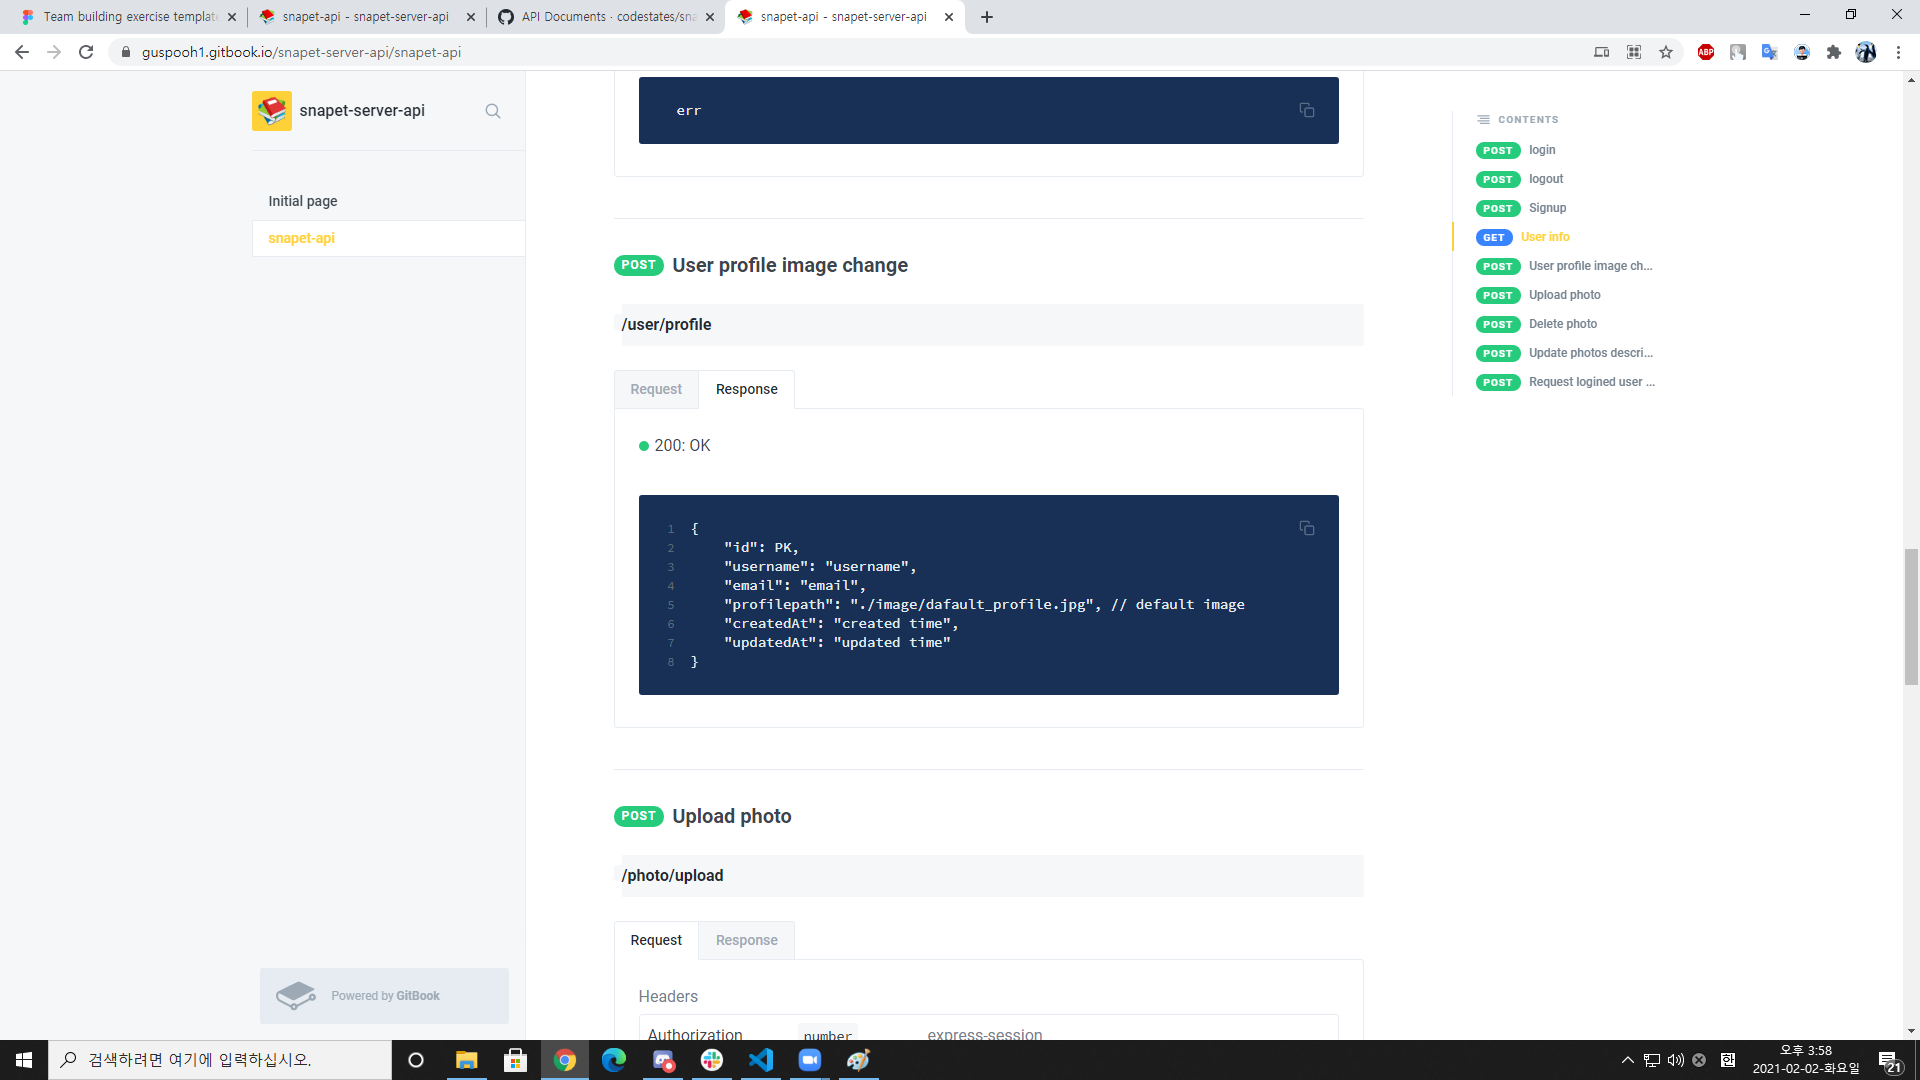 Team building exercise template
snapet-api - snapet-server-api
API Documents · codestates/sna
snapet-api - snapet-server-api
guspooh1.gitbook.io/snapet-server-api/snapet-api
ABP
snapet-server-api
Initial page
snapet-api
Powered by GitBook
err
POST User profile image change
/user/profile
Request Response
200: OK
1 {
2 "id": PK,
3 "username": "username",
4 "email": "email",
5 "profilepath": "./image/dafault_profile.jpg", // default image
6 "createdAt": "created time",
7 "updatedAt": "updated time"
8 }
POST Upload photo
/photo/upload
Request Response
Headers
Authorization number express-session
CONTENTS
POST login
POST logout
POST Signup
GET User info
POST User profile image ch...
POST Upload photo
POST Delete photo
POST Update photos descri...
POST Request logined user ...
검색하려면 여기에 입력하십시오.
한
오후 3:58
2021-02-02-화요일
21